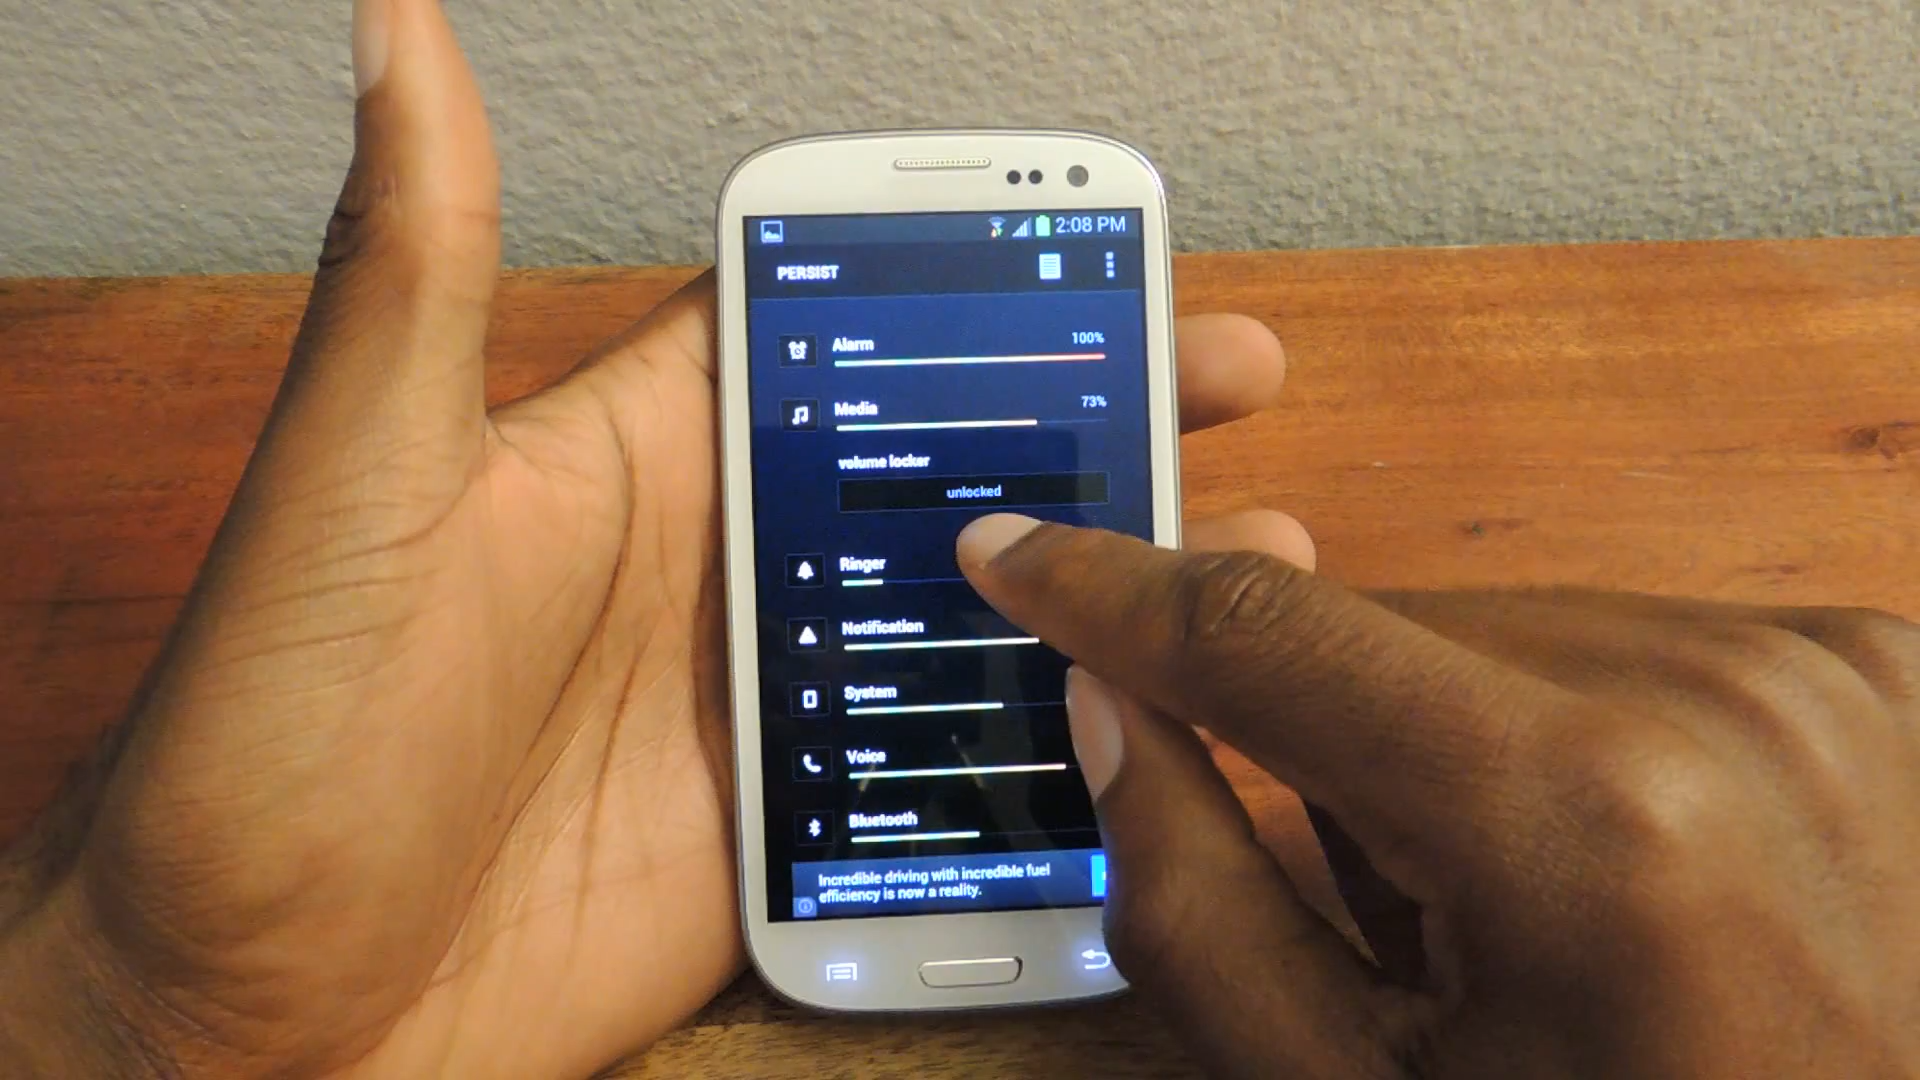 2:08 PM
PERSIST
Alarm 100%
Media 73%
volume locker
unlocked
Ringer
Notification
System
Voice
Bluetooth
Incredible driving with incredible fuel
efficiency is now a reality.